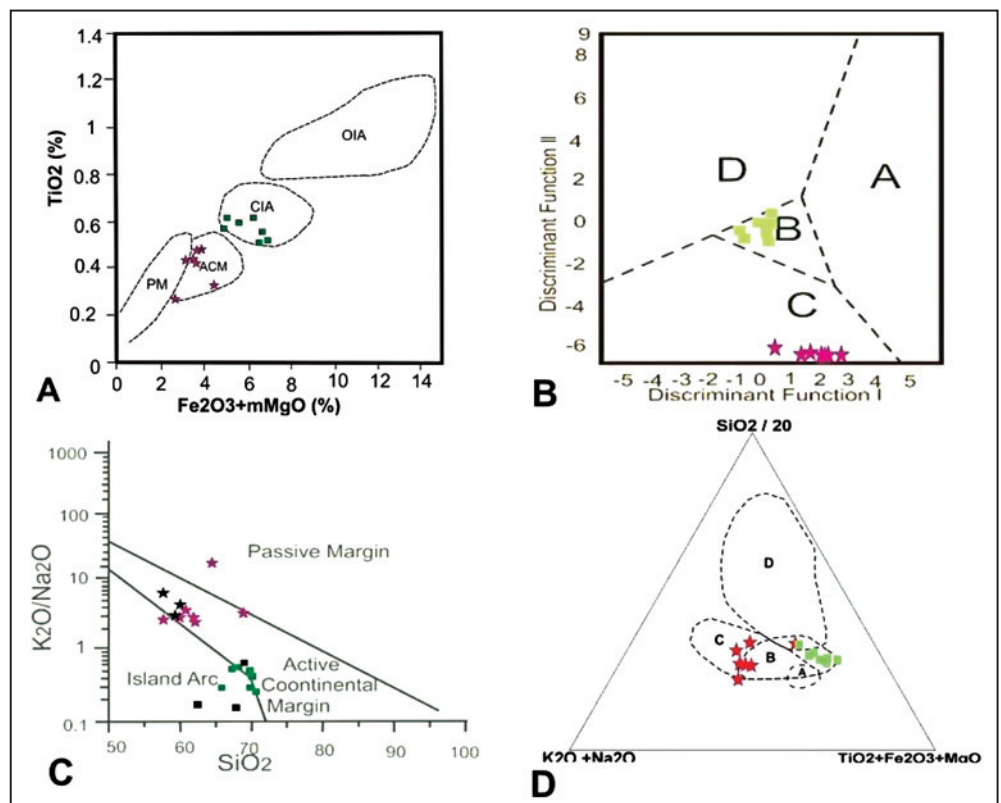 1.4
1.2
1
0.8
0.6
0.4
0.2
0
TiO2 (%)
OIA
CIA
ACM
PM
0 2 4 6 8 10 12 14
Fe2O3+mMgO (%)
A
9
8
6
4
2
0
-2
-4
-6
Discriminant Function II
D
A
B
C
-5 -4 -3 -2 -1 0 1 2 3 4 5
Discriminant Function I
B
1000
100
10
1
0.1
K2O/Na2O
Passive Margin
Island Arc
Active
Coontinental
Margin
50 60 70 80 90 100
SiO2
C
SiO2 / 20
D
C
B
A
K2O +Na2O
TiO2+Fe2O3+MgO
D